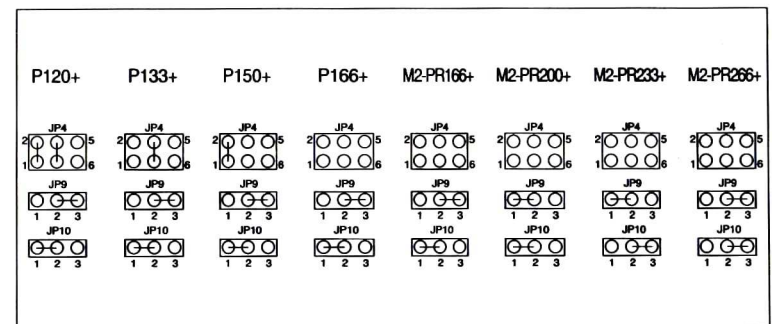 P120+ P133+ P150+ P166+ M2-PR166+ M2-PR200+ M2-PR233+ M2-PR266+
JP4 JP4 JP4 JP4 JP4 JP4 JP4 JP4
2 5 2 5 2 5 2 5 2 5 2 5 2 5 2 5
1 6 1 6 1 6 1 6 1 6 1 6 1 6 1 6
JP9 JP9 JP9 JP9 JP9 JP9 JP9 JP9
1 2 3 1 2 3 1 2 3 1 2 3 1 2 3 1 2 3 1 2 3 1 2 3
JP10 JP10 JP10 JP10 JP10 JP10 JP10 JP10
1 2 3 1 2 3 1 2 3 1 2 3 1 2 3 1 2 3 1 2 3 1 2 3